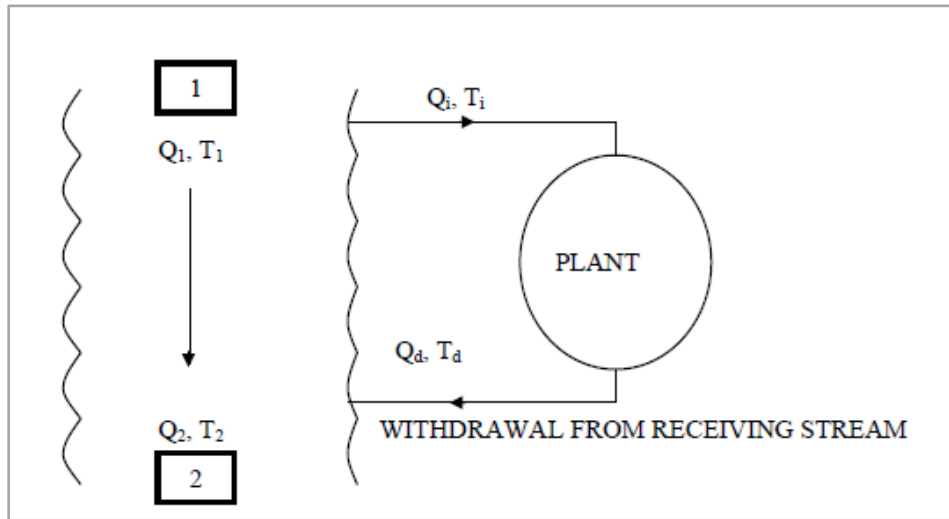 1
Qi, Ti
Q1, T1
PLANT
Qd, Td
Q2, T2
WITHDRAWAL FROM RECEIVING STREAM
2